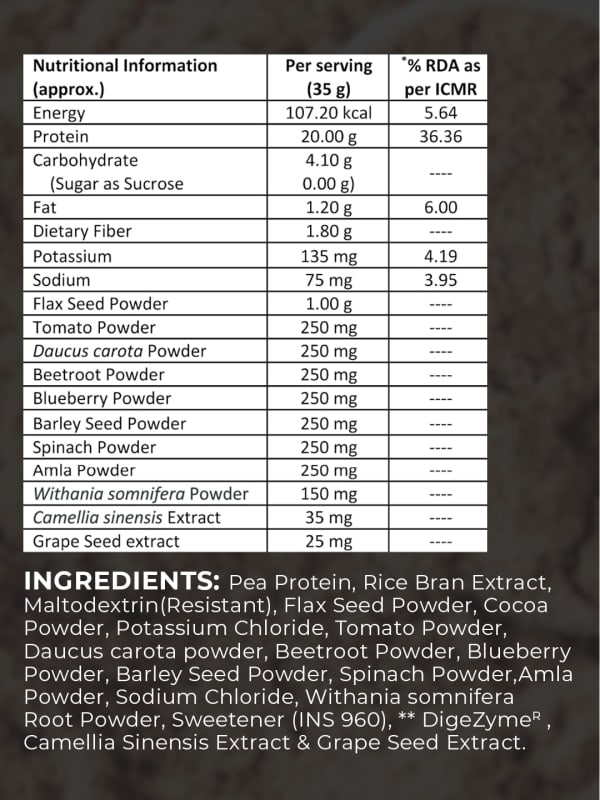 Nutritional Information (approx.) Per serving (35 g) *% RDA as per ICMR
Energy 107.20 kcal 5.64
Protein 20.00 g 36.36
Carbohydrate 4.10 g ----
(Sugar as Sucrose 0.00 g)
Fat 1.20 g 6.00
Dietary Fiber 1.80 g ----
Potassium 135 mg 4.19
Sodium 75 mg 3.95
Flax Seed Powder 1.00 g ----
Tomato Powder 250 mg ----
Daucus carota Powder 250 mg ----
Beetroot Powder 250 mg ----
Blueberry Powder 250 mg ----
Barley Seed Powder 250 mg ----
Spinach Powder 250 mg ----
Amla Powder 250 mg ----
Withania somnifera Powder 150 mg ----
Camellia sinensis Extract 35 mg ----
Grape Seed extract 25 mg ----
INGREDIENTS: Pea Protein, Rice Bran Extract,
Maltodextrin(Resistant), Flax Seed Powder, Cocoa
Powder, Potassium Chloride, Tomato Powder,
Daucus carota powder, Beetroot Powder, Blueberry
Powder, Barley Seed Powder, Spinach Powder,Amla
Powder, Sodium Chloride, Withania somnifera
Root Powder, Sweetener (INS 960), ** DigeZymeᴿ ,
Camellia Sinensis Extract & Grape Seed Extract.